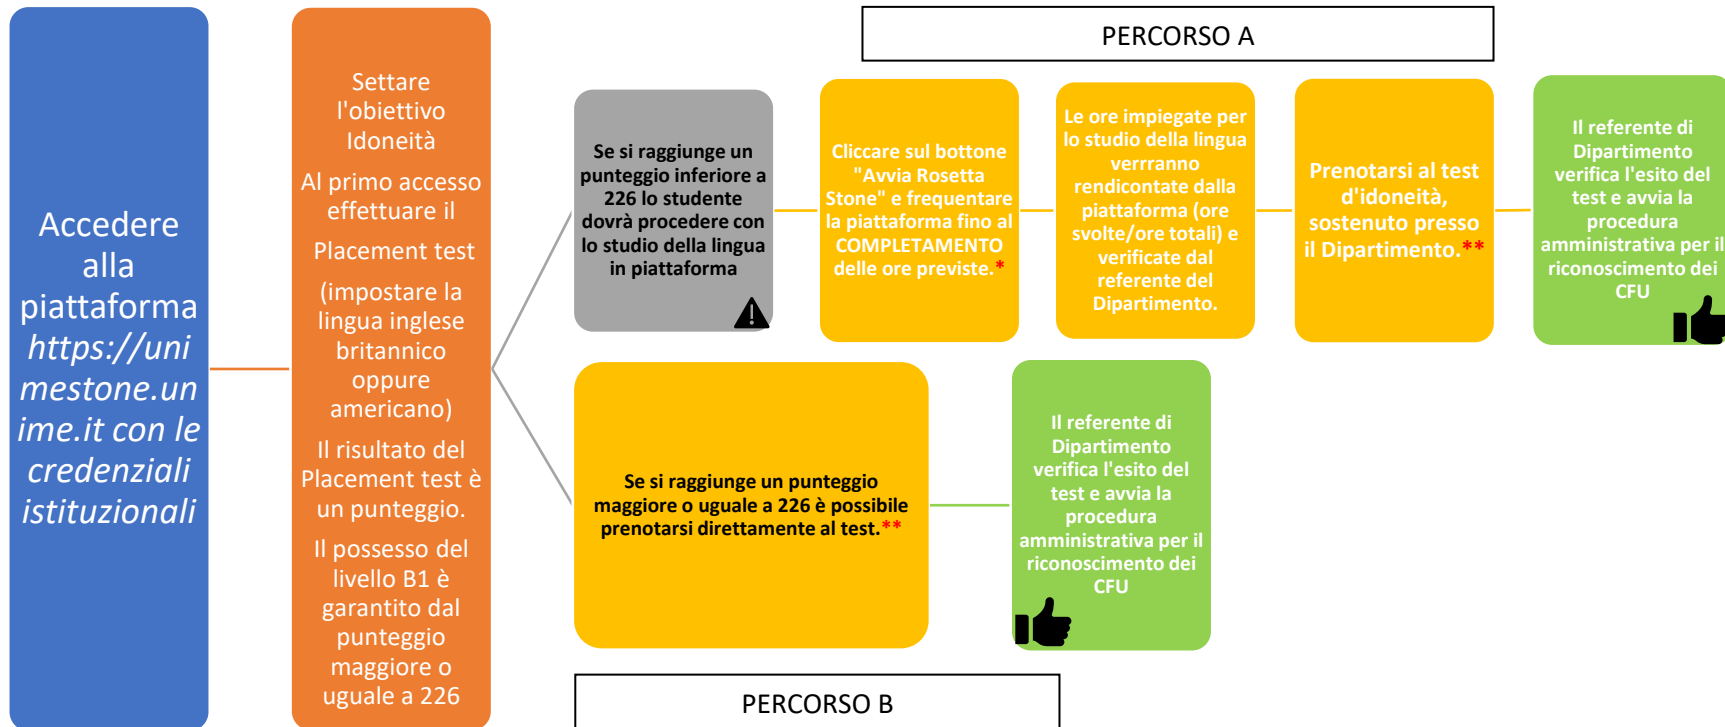 Accedere
alla
piattaforma
https://uni
mestone.un
ime.it con le
credenziali
istituzionali
Settare
l'obiettivo
Idoneità
Al primo accesso
effettuare il
Placement test
(impostare la
lingua inglese
britannico
oppure
americano)
Il risultato del
Placement test è
un punteggio.
Il possesso del
livello B1 è
garantito dal
punteggio
maggiore o
uguale a 226
PERCORSO A
Se si raggiunge un
punteggio inferiore a
226 lo studente
dovrà procedere con
lo studio della lingua
in piattaforma
Cliccare sul bottone
"Avvia Rosetta
Stone" e frequentare
la piattaforma fino al
COMPLETAMENTO
delle ore previste.*
Le ore impiegate per
lo studio della lingua
verrranno
rendicontate dalla
piattaforma (ore
svolte/ore totali) e
verificate dal
referente del
Dipartimento.
Prenotarsi al test
d'idoneità,
sostenuto presso
il Dipartimento.**
Il referente di
Dipartimento
verifica l'esito del
test e avvia la
procedura
amministrativa per il
riconoscimento dei
CFU
Se si raggiunge un punteggio
maggiore o uguale a 226 è possibile
prenotarsi direttamente al test.**
Il referente di
Dipartimento
verifica l'esito del
test e avvia la
procedura
amministrativa per il
riconoscimento dei
CFU
PERCORSO B